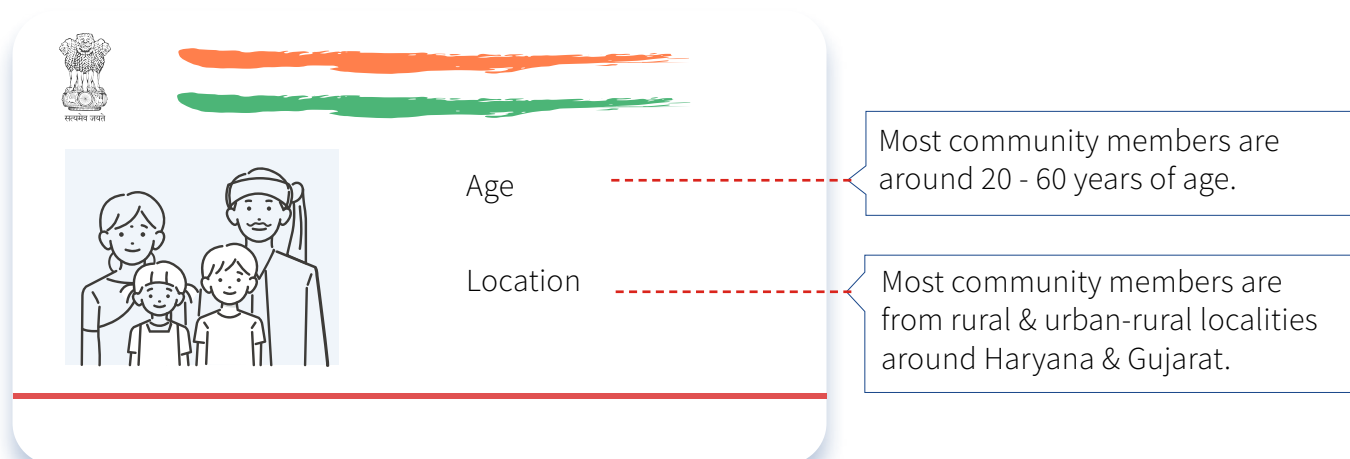 सत्यमेव जयते
Age
Most community members are
around 20 - 60 years of age.
Location
Most community members are
from rural & urban-rural localities
around Haryana & Gujarat.